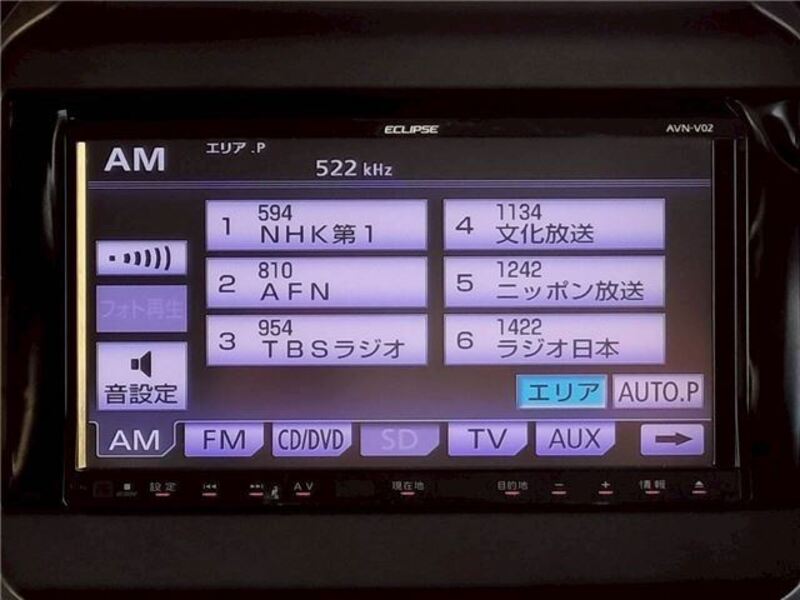 ECLIPSE
AVN-V02
AM
エリア .P
522 kHz
1
594
NHK第1
4
1134
文化放送
2
810
AFN
5
1242
ニッポン放送
3
954
TBSラジオ
6
1422
ラジオ日本
フォト再生
音設定
エリア
AUTO.P
AM
FM
CD/DVD
SD
TV
AUX
設定
AV
現在地
目的地
情報